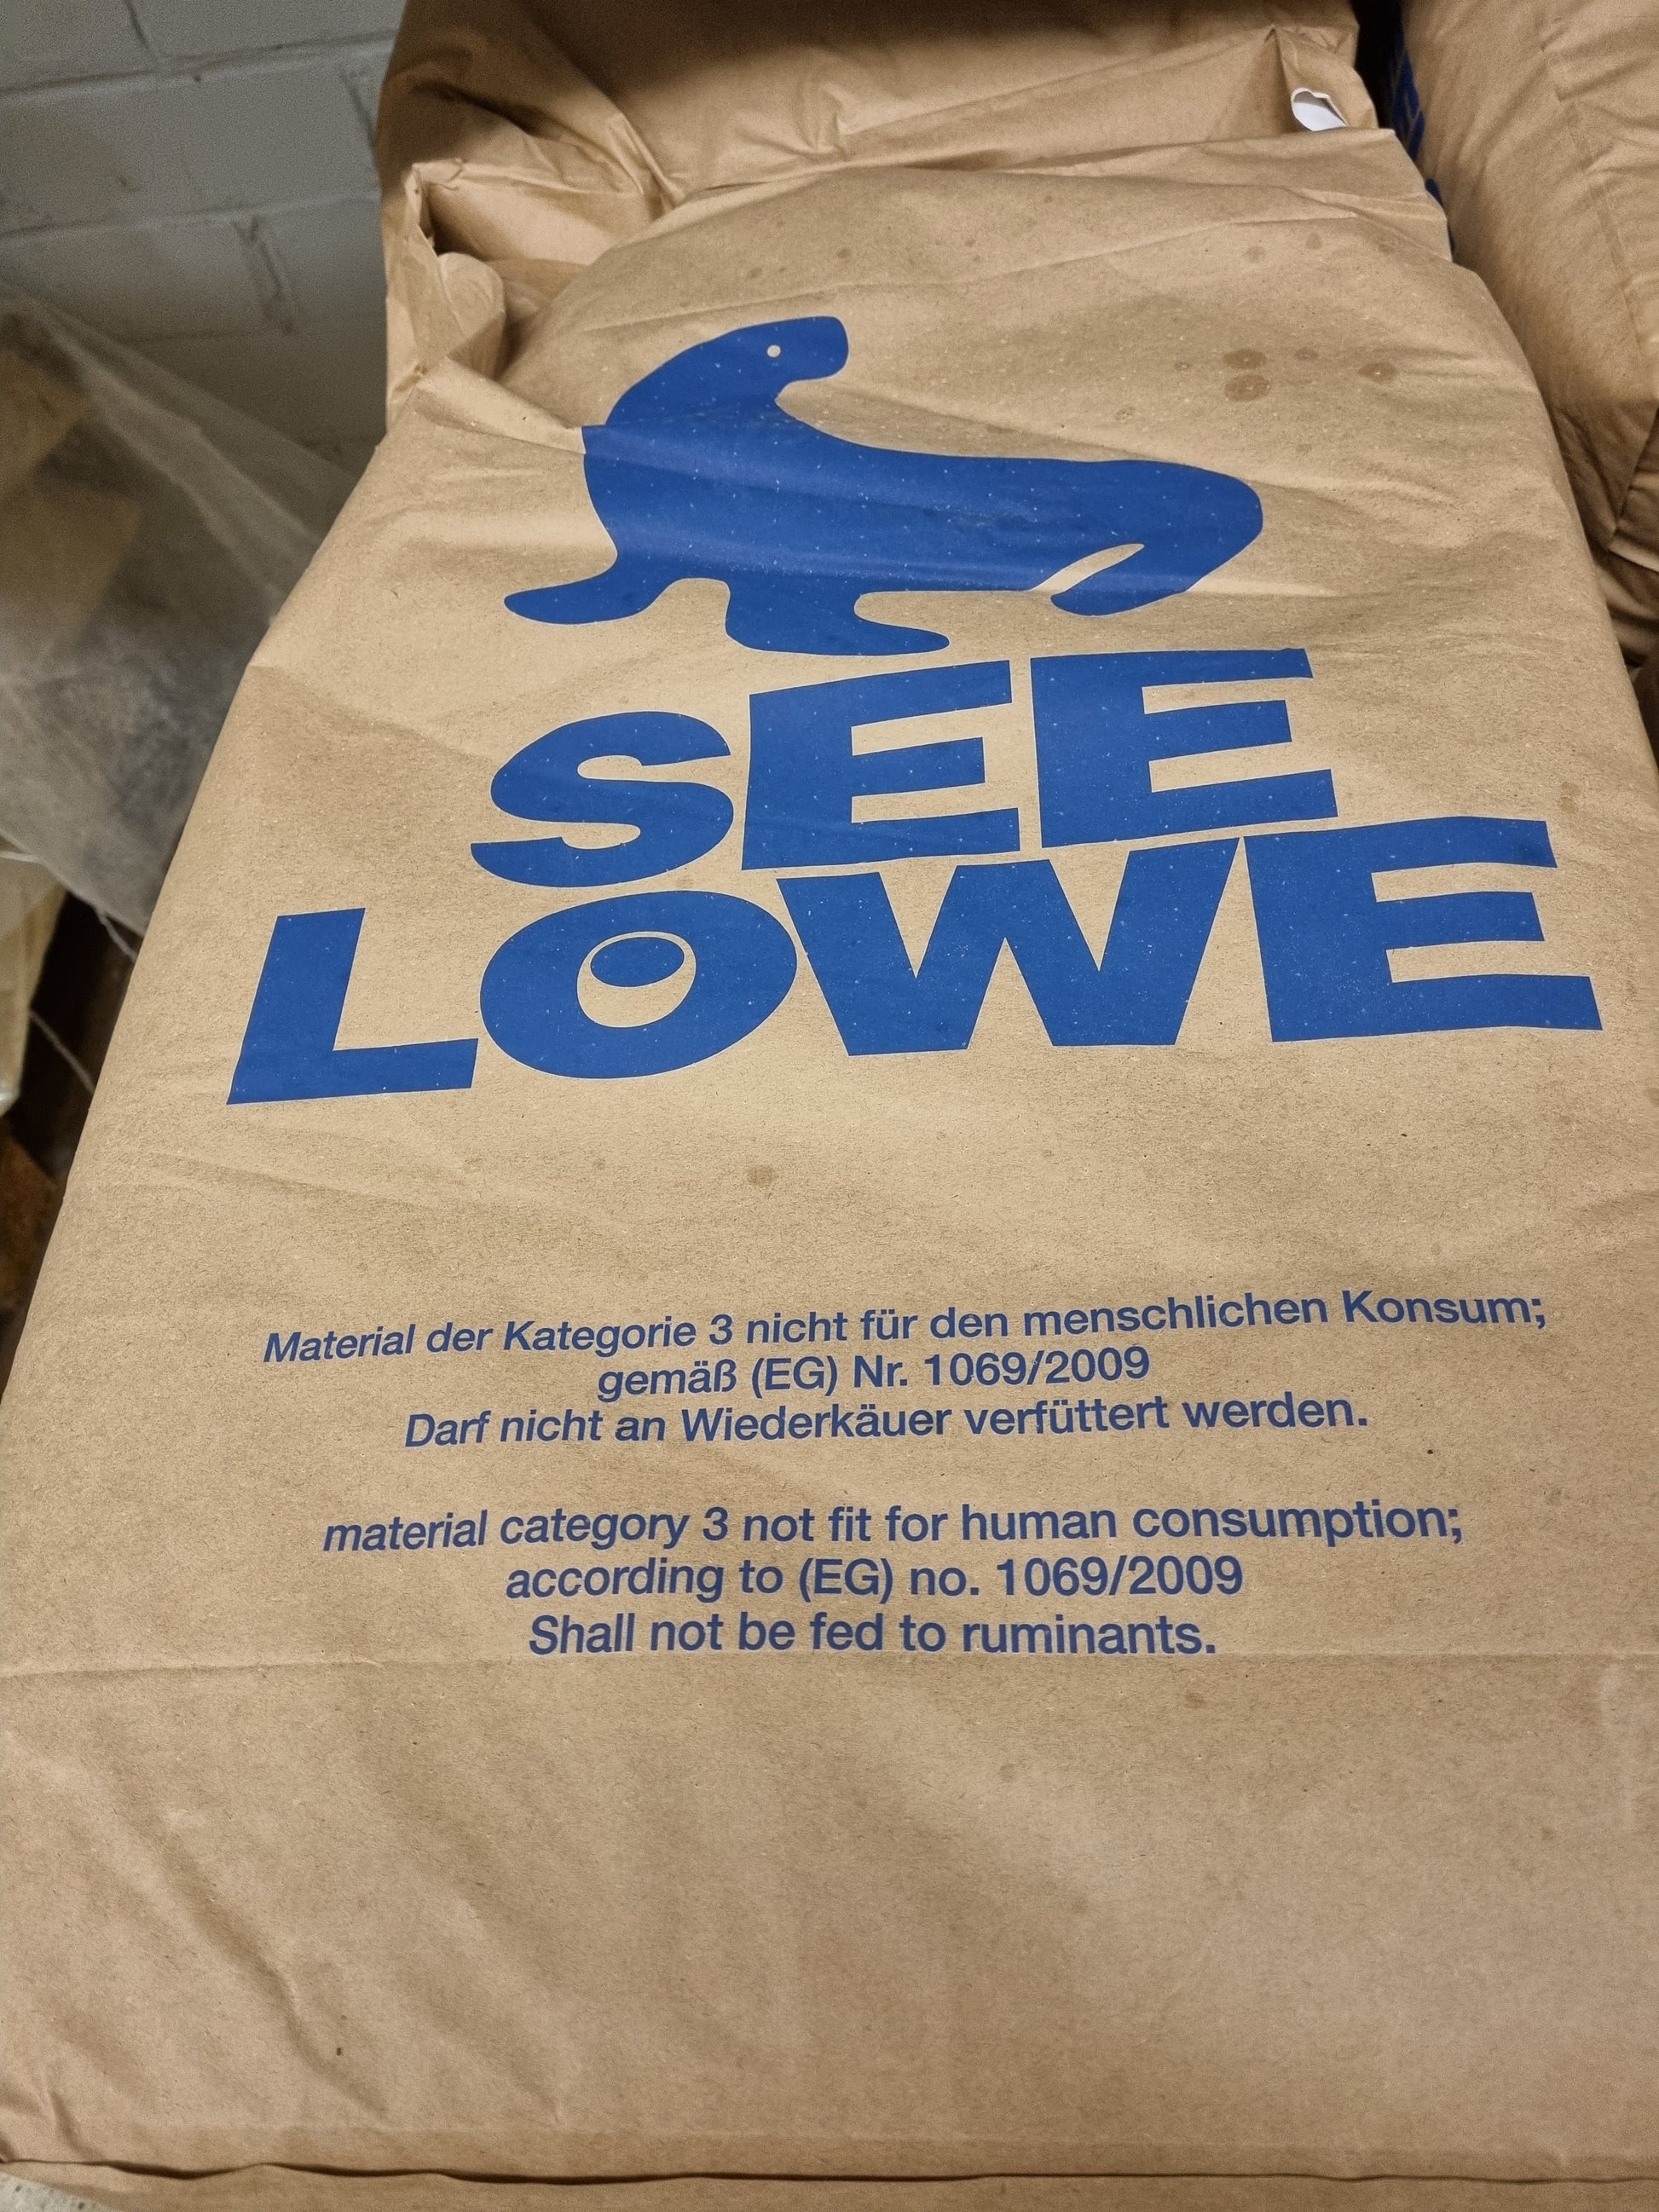 SEE
LOWE
Material der Kategorie 3 nicht für den menschlichen Konsum;
gemäß (EG) Nr. 1069/2009
Darf nicht an Wiederkäuer verfüttert werden.
material category 3 not fit for human consumption;
according to (EG) no. 1069/2009
Shall not be fed to ruminants.